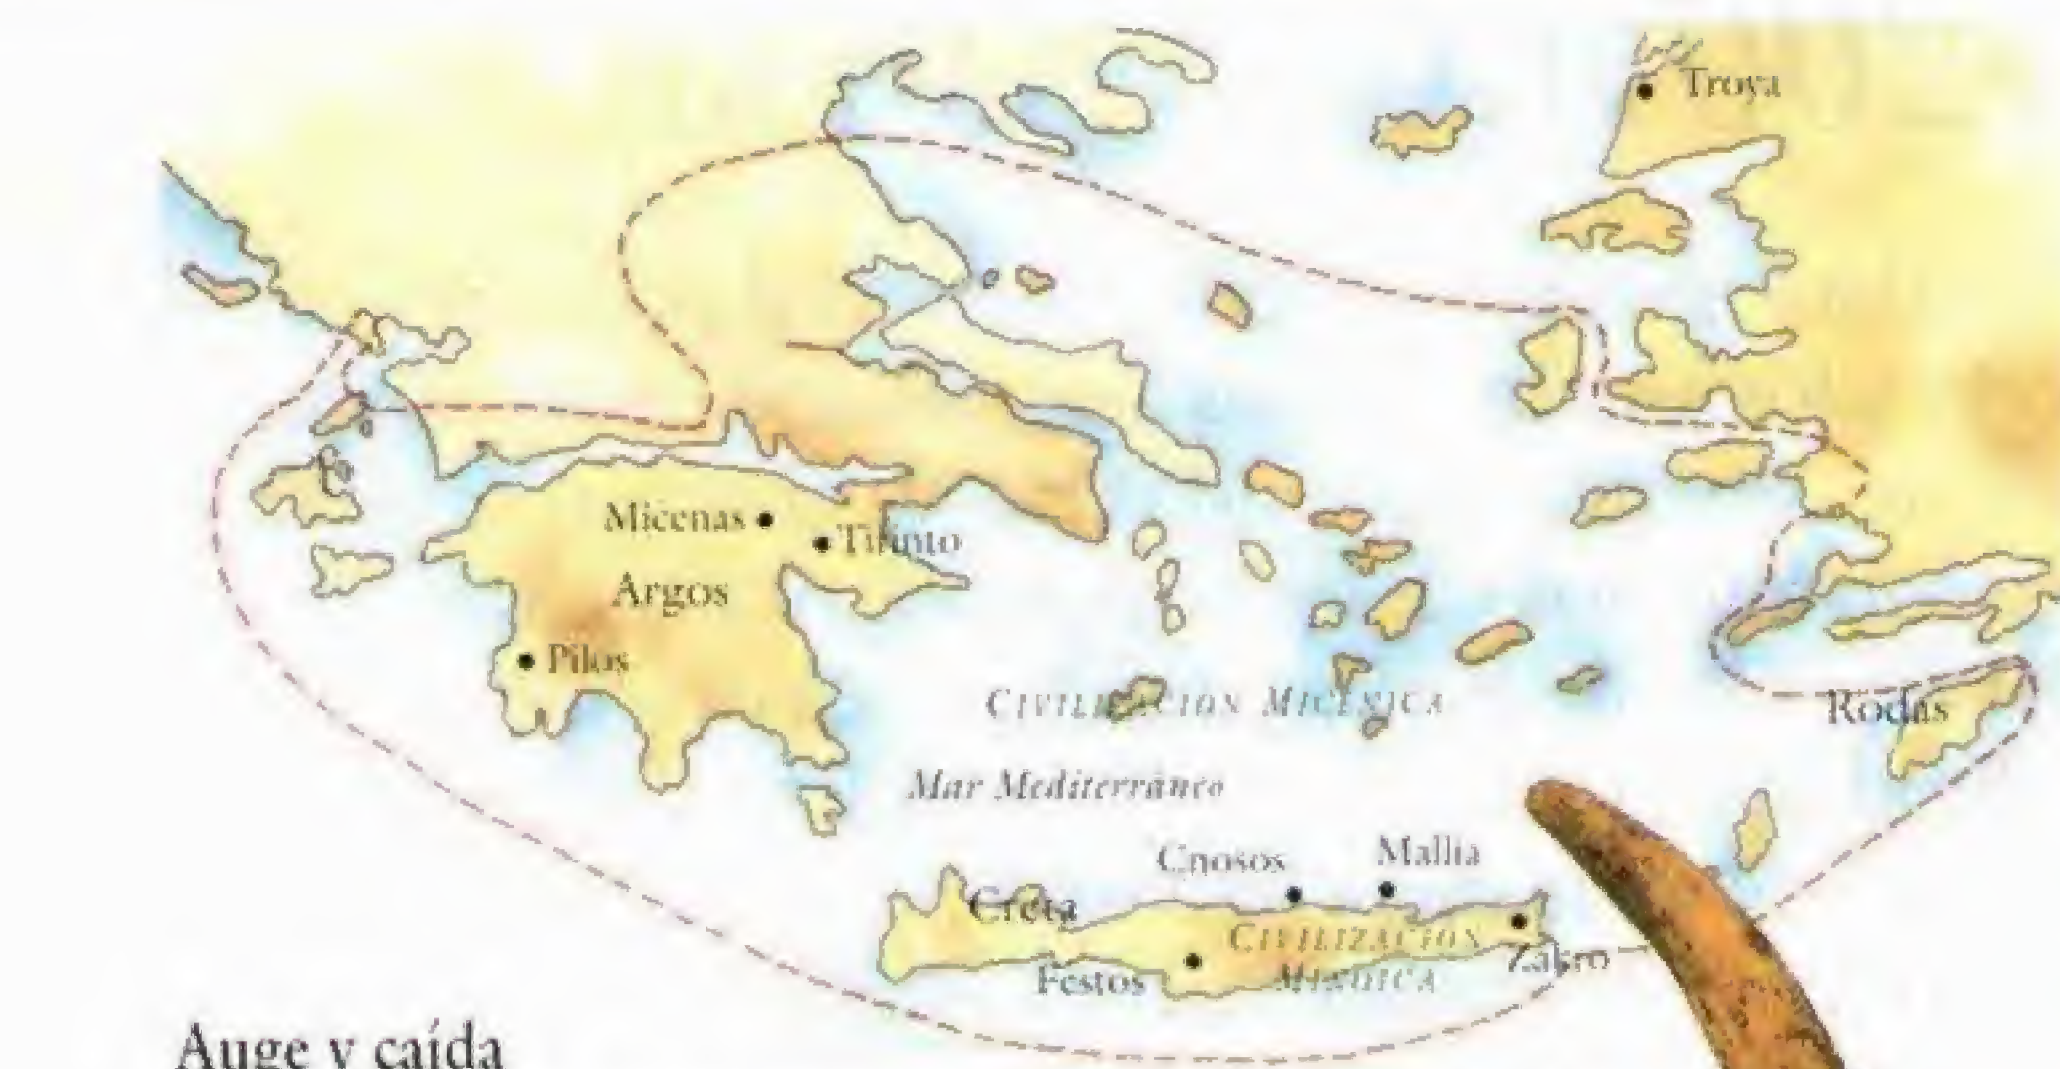 Troya
Micenas
Tirinto
Argos
Pilos
CIVILIZACION MICENICA
Rodas
Mar Mediterráneo
Cnosos
Mallia
Creta
CIVILIZACION
MINOICA
Zakro
Festos
Auge y caída